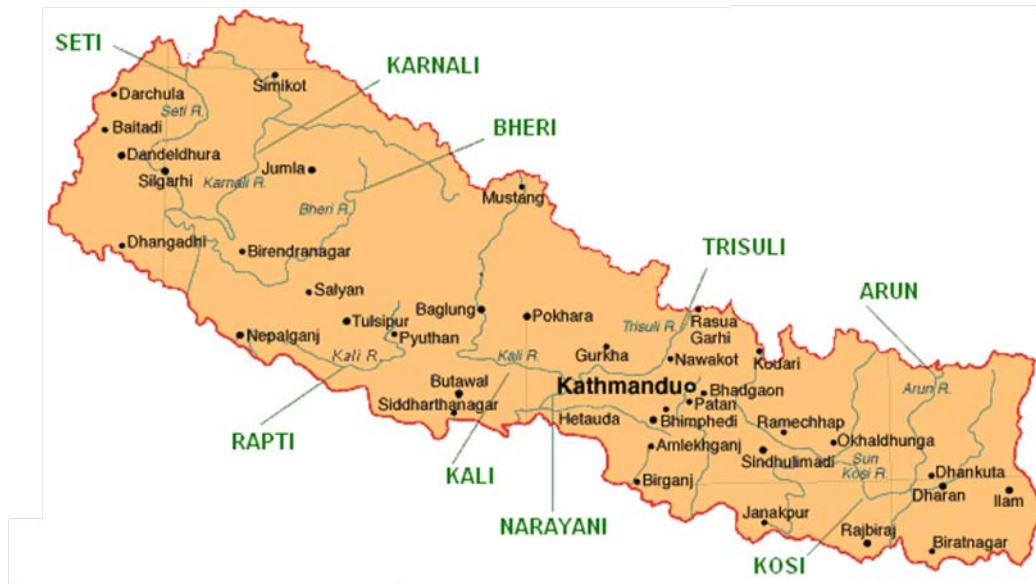 SETI
KARNALI
Simikot
Darchula
Seti R.
BHERI
Baitadi
Dandeldhura
Jumla
Silgarhi
Karnali R.
Mustang
Bheri R.
Dhangadhi
Birendranagar
TRISULI
Salyan
ARUN
Baglung
Pokhara
Rasua
Garhi
Tulsipur
Trisuli R.
Nepalganj
Pyuthan
Kali R.
Kali R.
Gurkha
Nawakot
Kodari
Butawal
Kathmandu
Bhadgaon
Arun R.
Siddharthanagar
Patan
Hetauda
Bhimphedi
Ramechhap
RAPTI
Amlekhganj
Okhaldhunga
KALI
Sindhulimadi
Sun
Kosi R.
Dhankuta
Birganj
Dharan
Ilam
NARAYANI
Janakpur
Rajbiraj
Biratnagar
KOSI